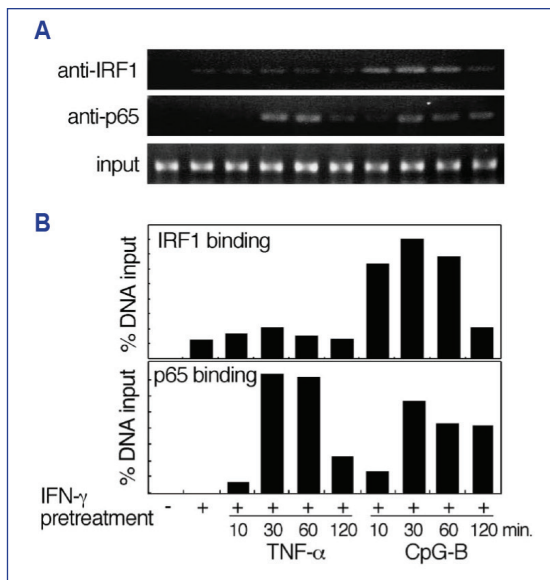 A
anti-IRF1
anti-p65
input
B
IRF1 binding
% DNA input
p65 binding
% DNA input
IFN-γ
pretreatment
- + + + + + + + + +
10 30 60 120 10 30 60 120 min.
TNF-α CpG-B